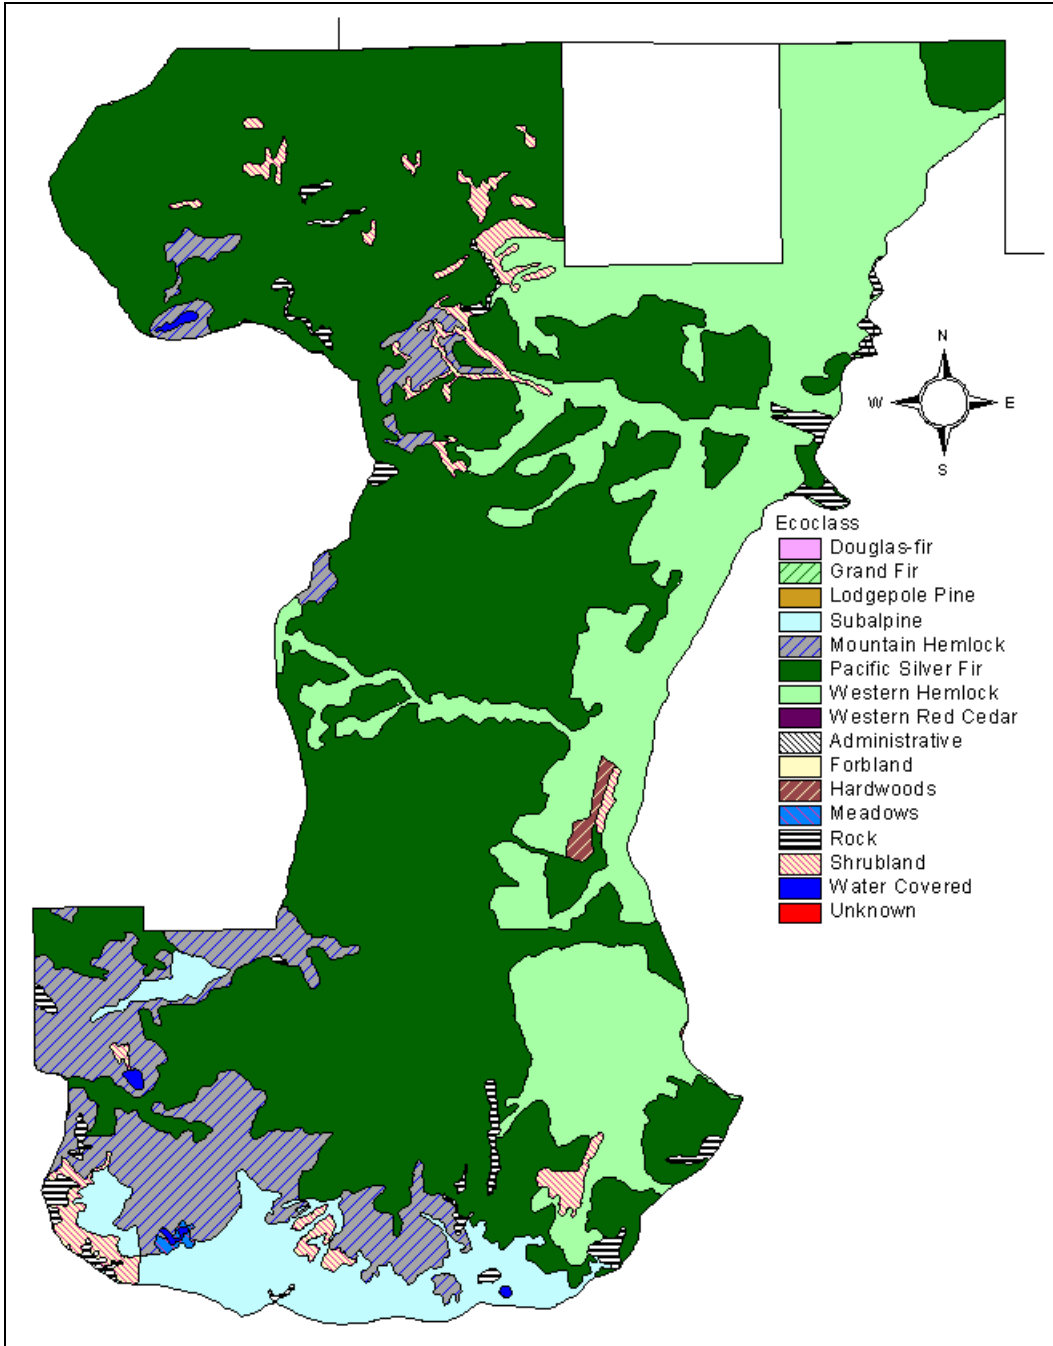 N
W E
S
Ecoclass
Douglas-fir
Grand Fir
Lodgepole Pine
Subalpine
Mountain Hemlock
Pacific Silver Fir
Western Hemlock
Western Red Cedar
Administrative
Forbland
Hardwoods
Meadows
Rock
Shrubland
Water Covered
Unknown